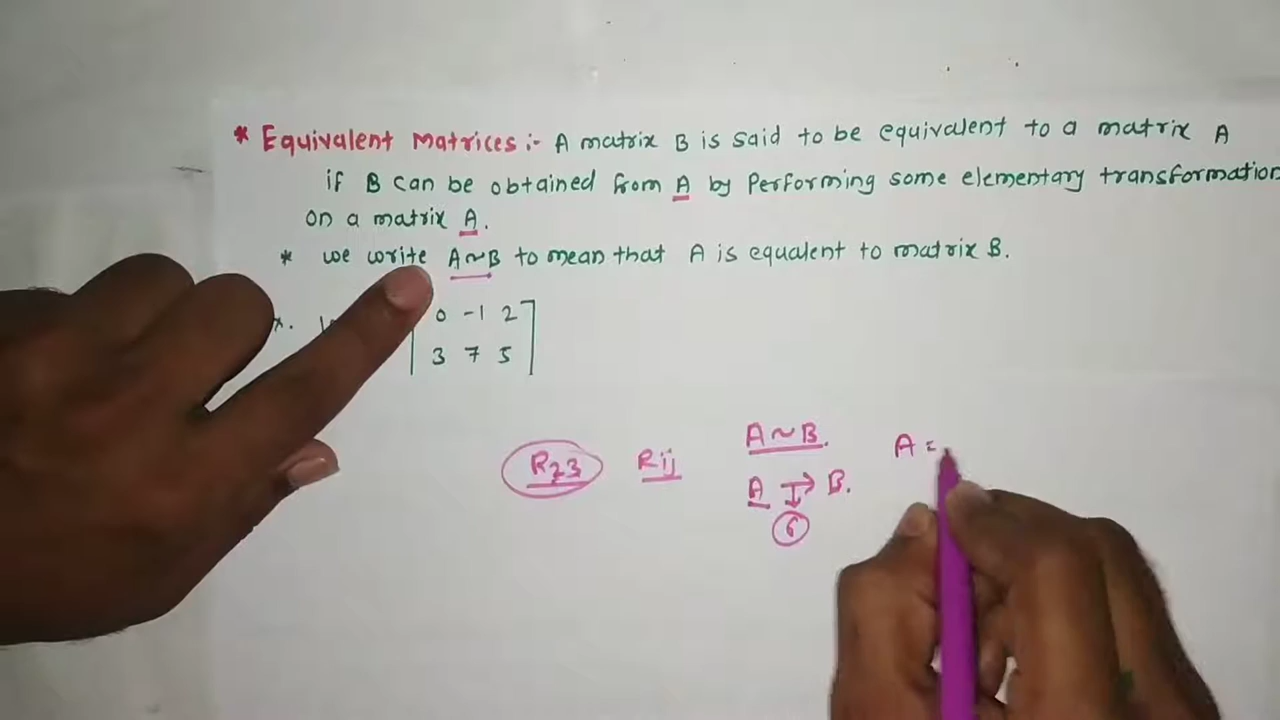 * Equivalent Matrices :- A matrix B is said to be equivalent to a matrix A
if B can be obtained from A by Performing some elementary transformation
on a matrix A.
* we write A~B to mean that A is equalent to matrix B.
*.
0 -1 2
3 7 5
R23 Rij A~B. A =
A → B.
6